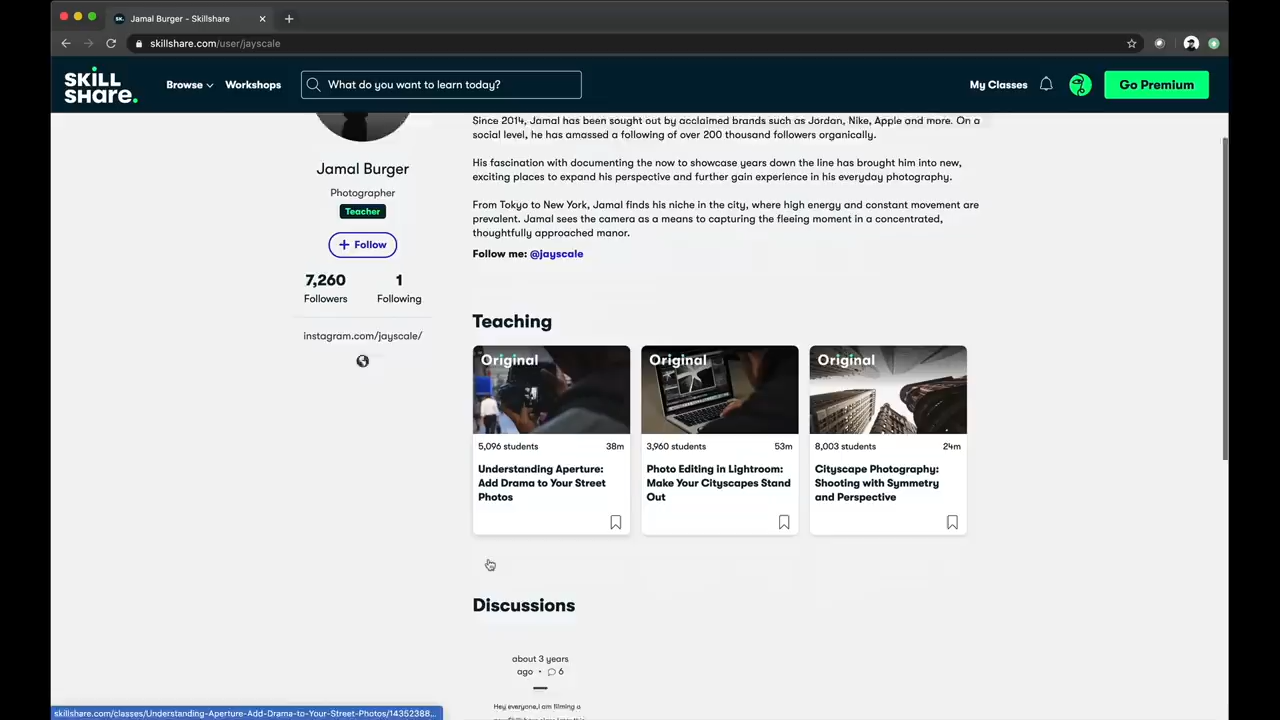 Jamal Burger - Skillshare
skillshare.com/user/jayscale
SKILL
SHARE.
Browse
Workshops
What do you want to learn today?
My Classes
Go Premium
Since 2014, Jamal has been sought out by acclaimed brands such as Jordan, Nike, Apple and more. On a
social level, he has amassed a following of over 200 thousand followers organically.
His fascination with documenting the now to showcase years down the line has brought him into new,
exciting places to expand his perspective and further gain experience in his everyday photography.
From Tokyo to New York, Jamal finds his niche in the city, where high energy and constant movement are
prevalent. Jamal sees the camera as a means to capturing the fleeing moment in a concentrated,
thoughtfully approached manor.
Follow me: @jayscale
Jamal Burger
Photographer
Teacher
+ Follow
7,260
Followers
1
Following
instagram.com/jayscale/
Teaching
Original
5,096 students 38m
Understanding Aperture:
Add Drama to Your Street
Photos
Original
3,960 students 53m
Photo Editing in Lightroom:
Make Your Cityscapes Stand
Out
Original
8,003 students 24m
Cityscape Photography:
Shooting with Symmetry
and Perspective
Discussions
about 3 years
ago • 6
Hey everyone,I am filming a
skillshare.com/classes/Understanding-Aperture-Add-Drama-to-Your-Street-Photos/14352388...